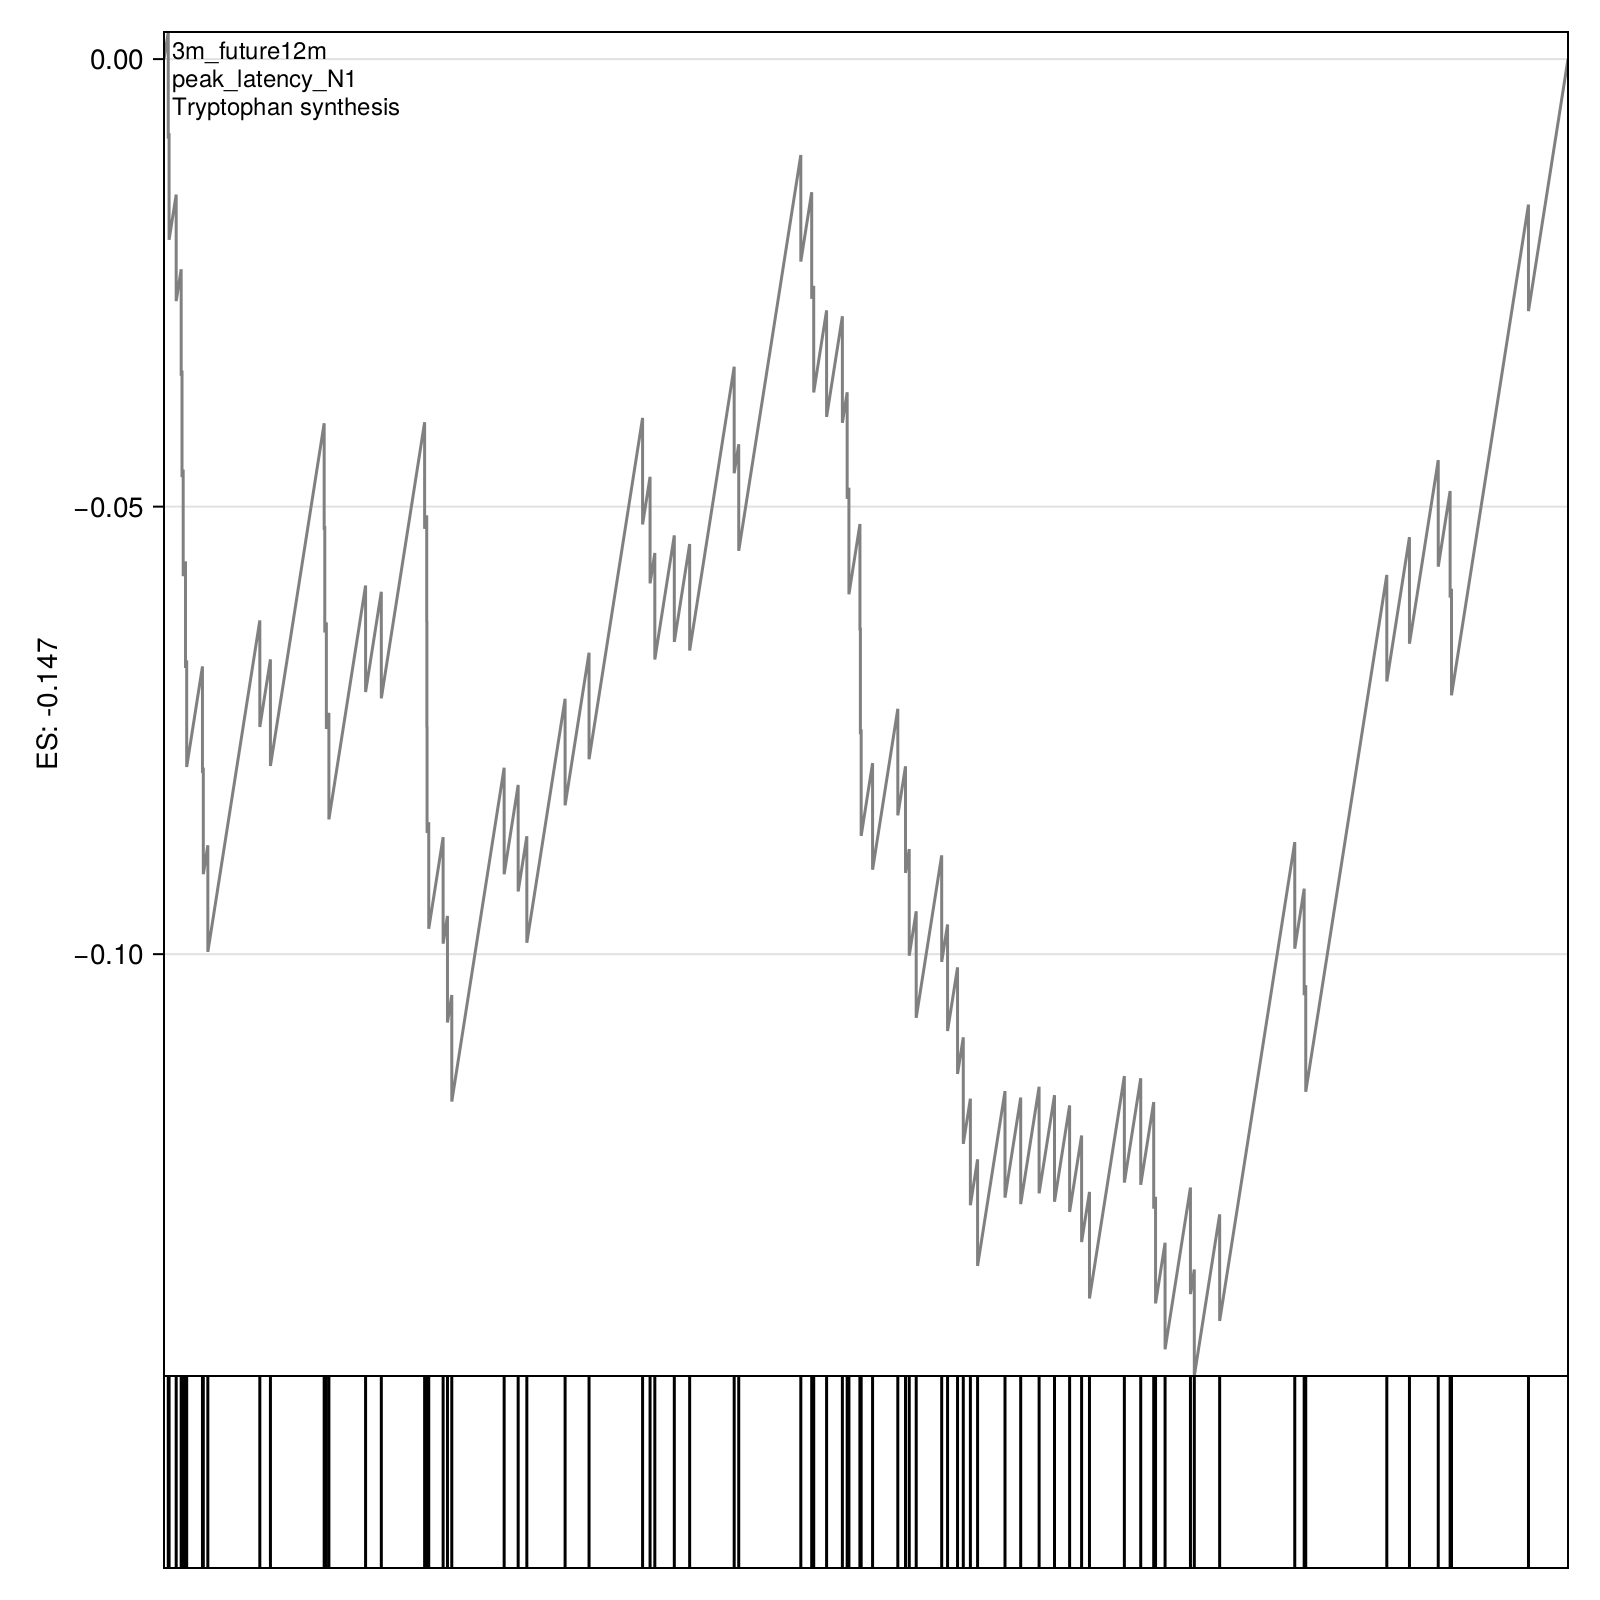 3m_future12m
peak_latency_N1
Tryptophan synthesis
0.00
−0.05
−0.10
ES: -0.147